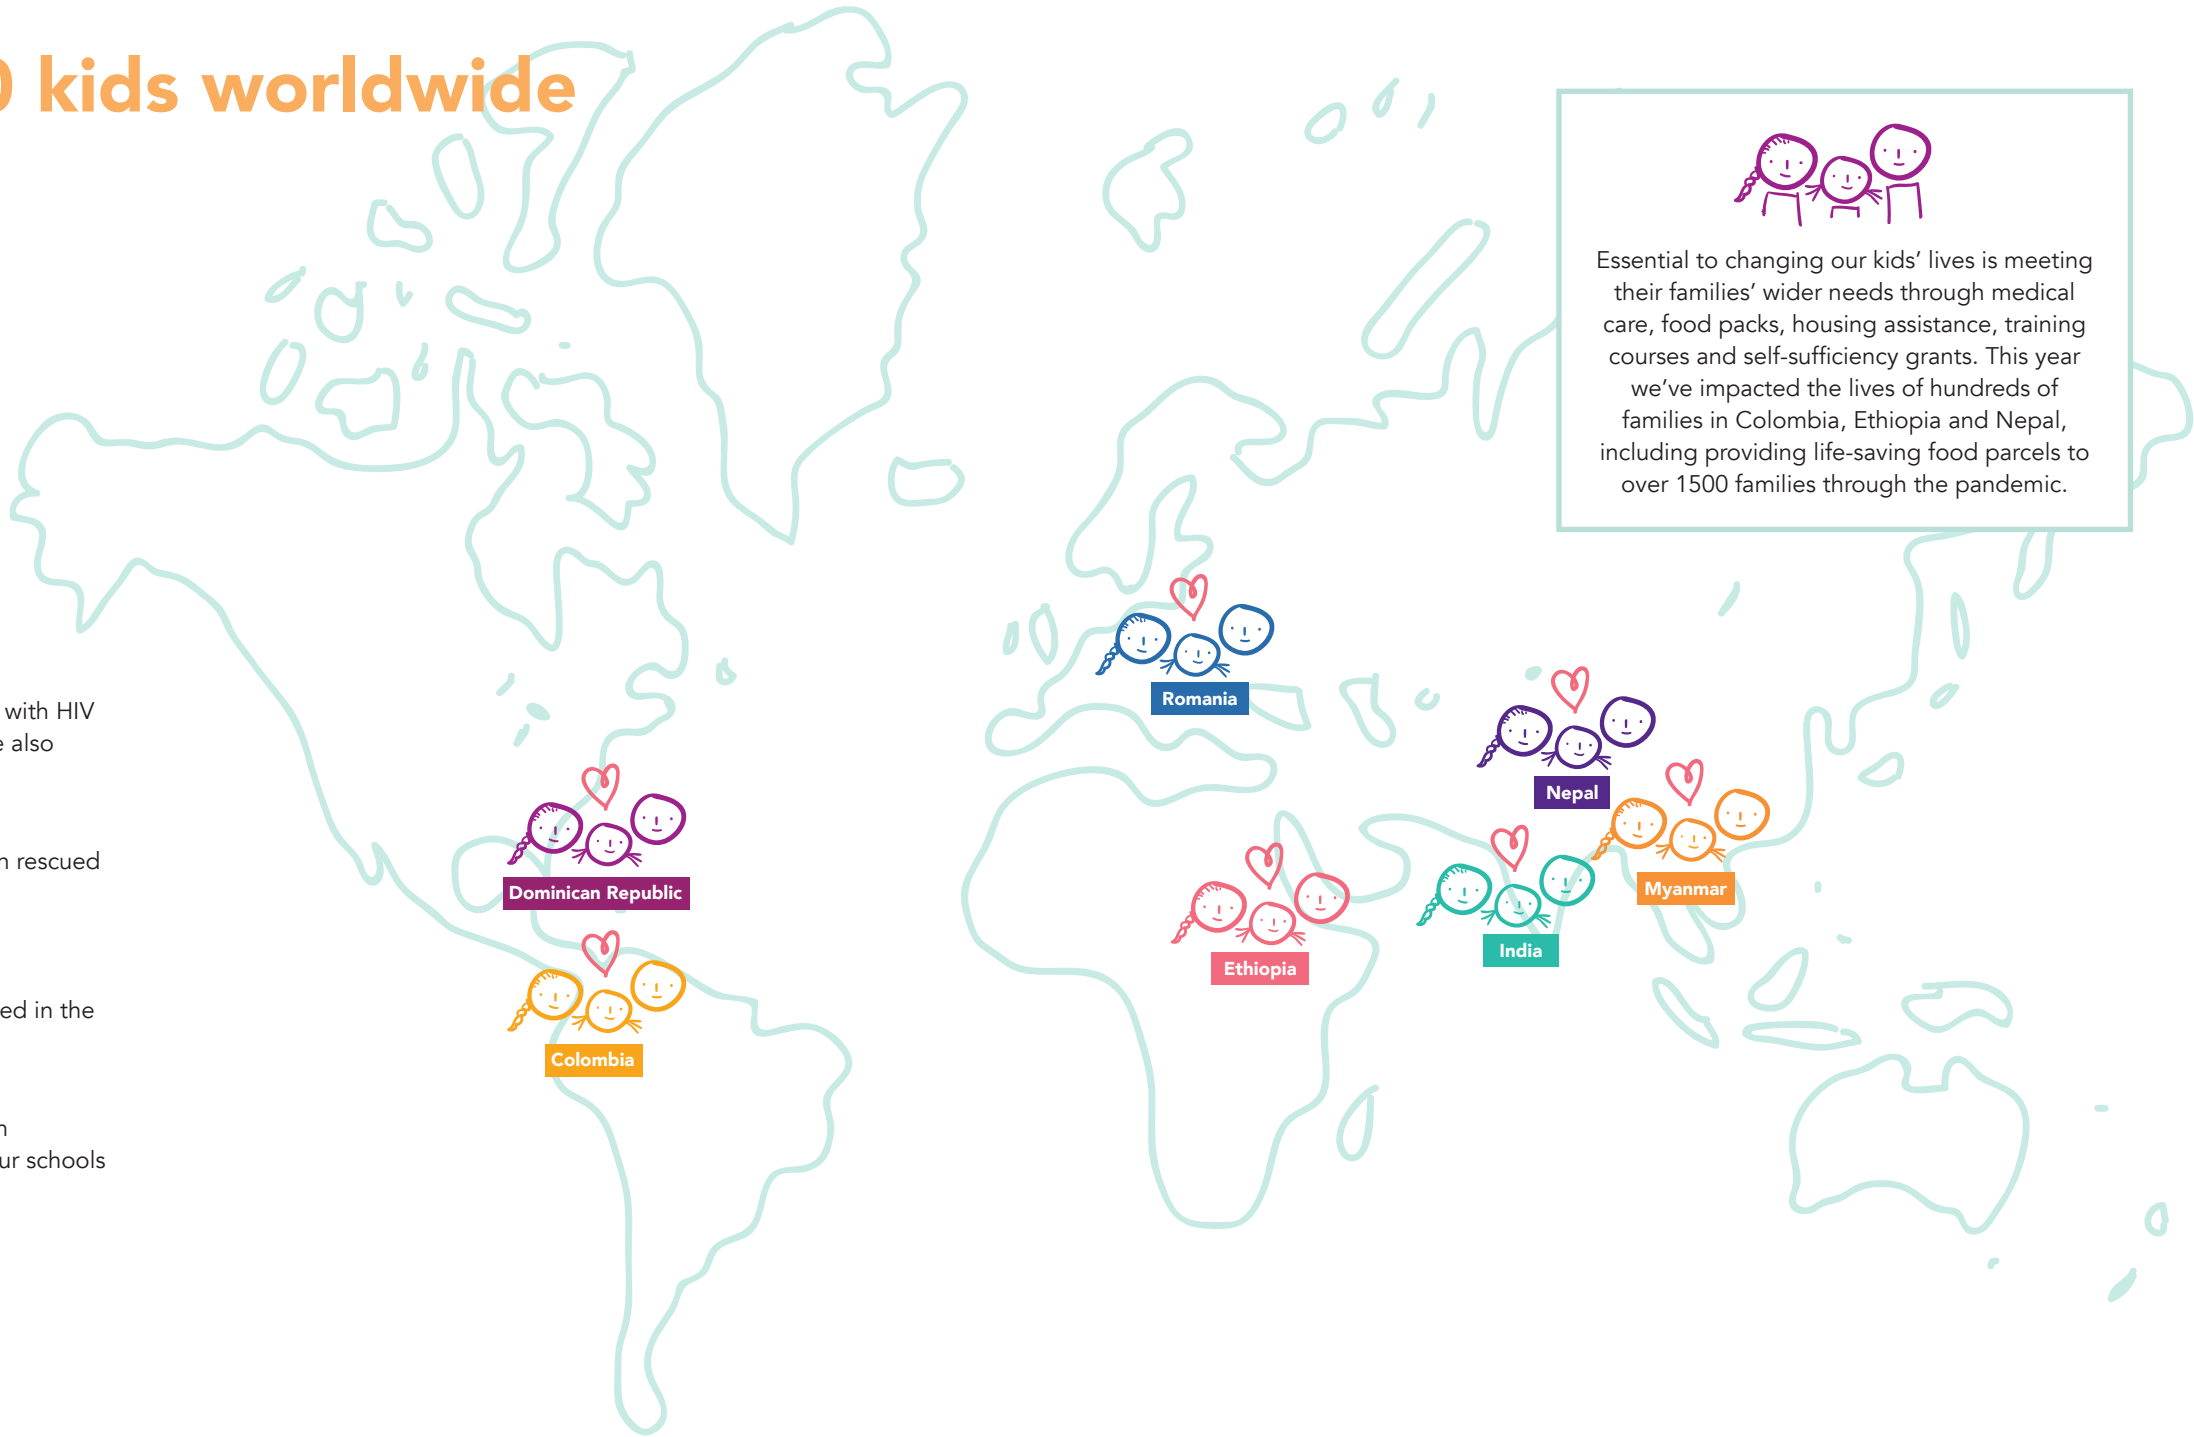 0 kids worldwide
Essential to changing our kids’ lives is meeting
their families’ wider needs through medical
care, food packs, housing assistance, training
courses and self-sufficiency grants. This year
we’ve impacted the lives of hundreds of
families in Colombia, Ethiopia and Nepal,
including providing life-saving food parcels to
over 1500 families through the pandemic.
with HIV
also
rescued
in the
ur schools
Romania
Nepal
Dominican Republic
Myanmar
India
Ethiopia
Colombia